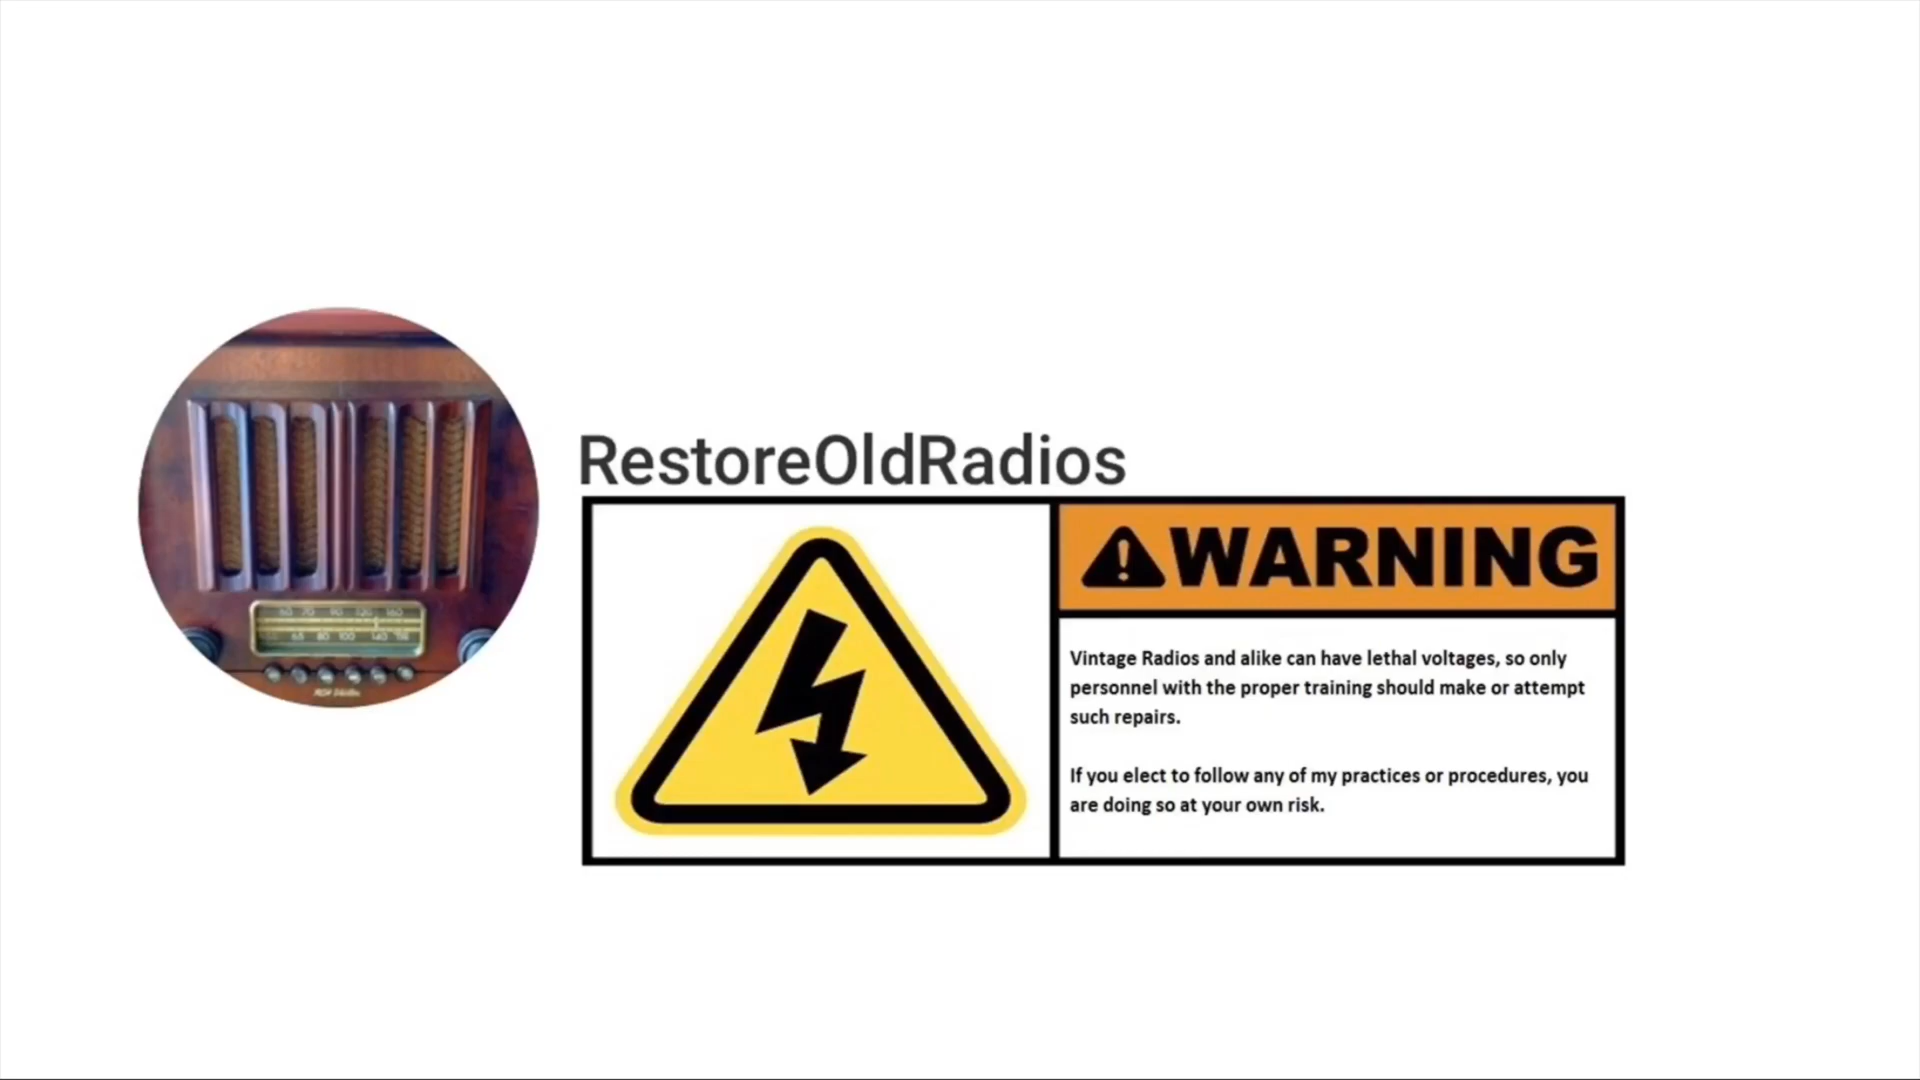 RestoreOldRadios
WARNING
Vintage Radios and alike can have lethal voltages, so only
personnel with the proper training should make or attempt
such repairs.
If you elect to follow any of my practices or procedures, you
are doing so at your own risk.